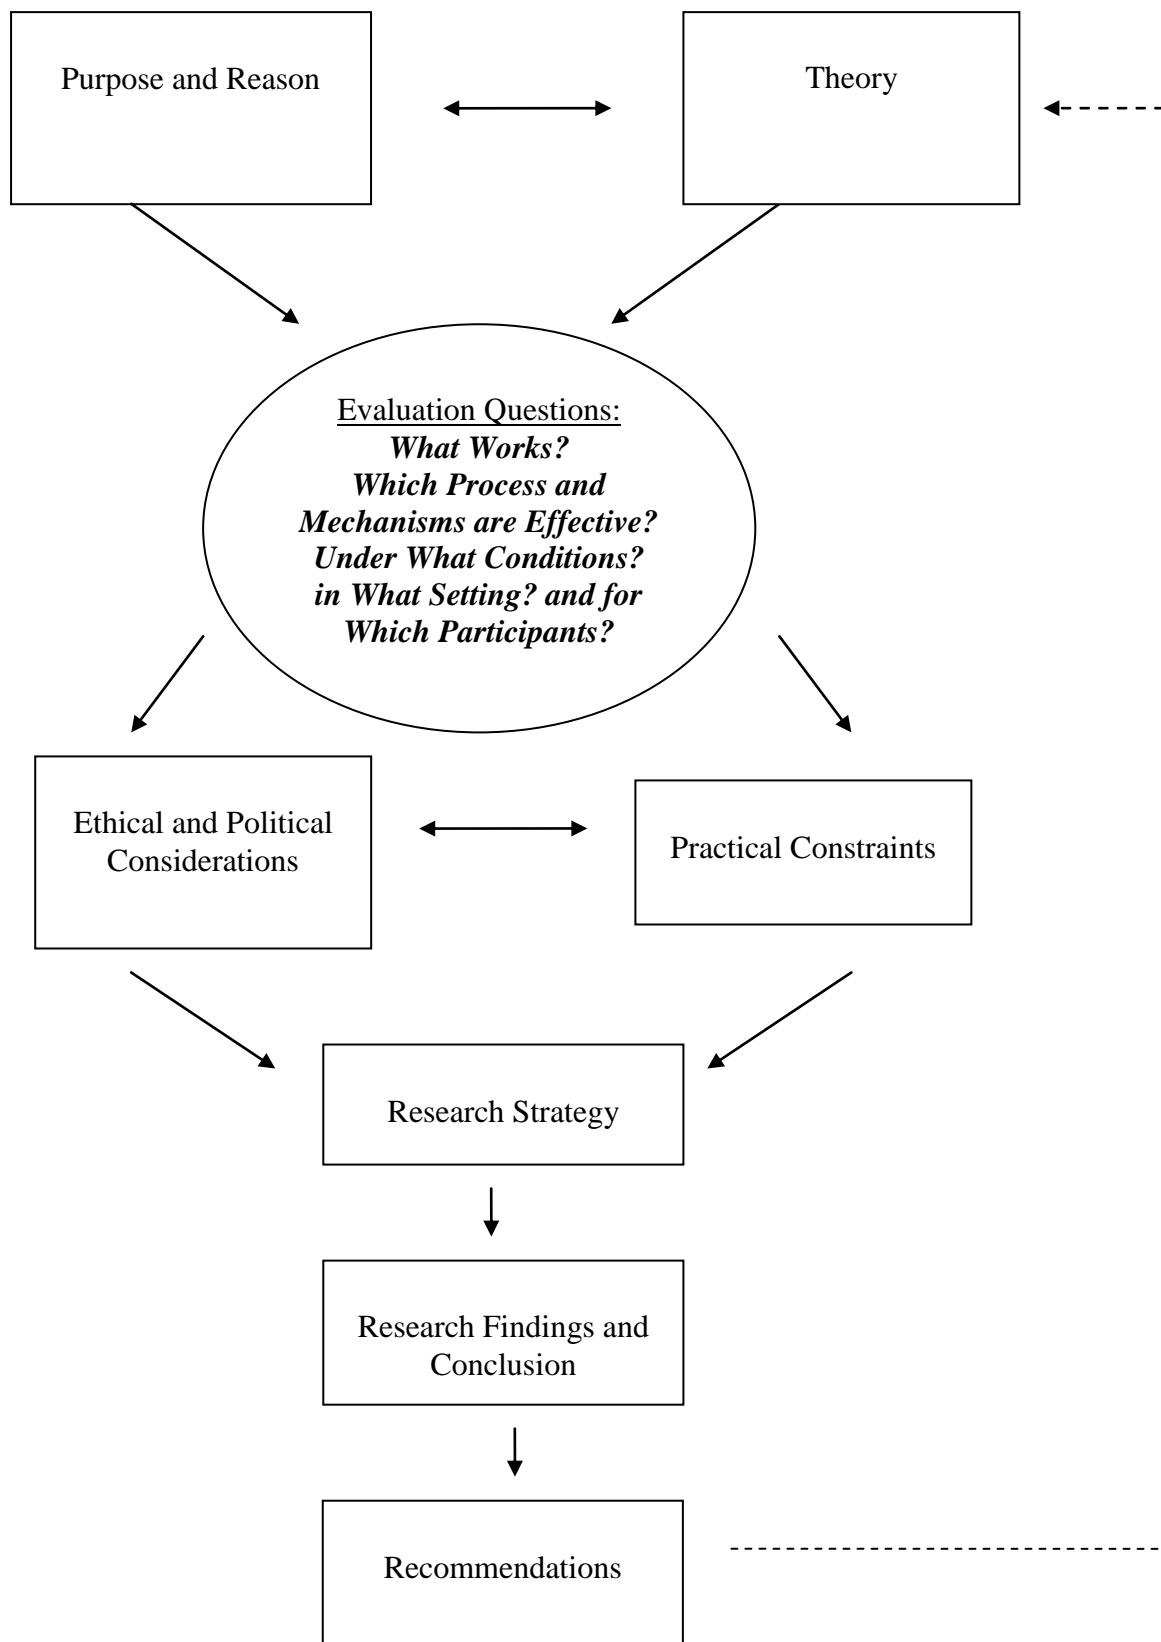 Purpose and Reason
Theory
Evaluation Questions:
What Works?
Which Process and
Mechanisms are Effective?
Under What Conditions?
in What Setting? and for
Which Participants?
Ethical and Political
Considerations
Practical Constraints
Research Strategy
Research Findings and
Conclusion
Recommendations